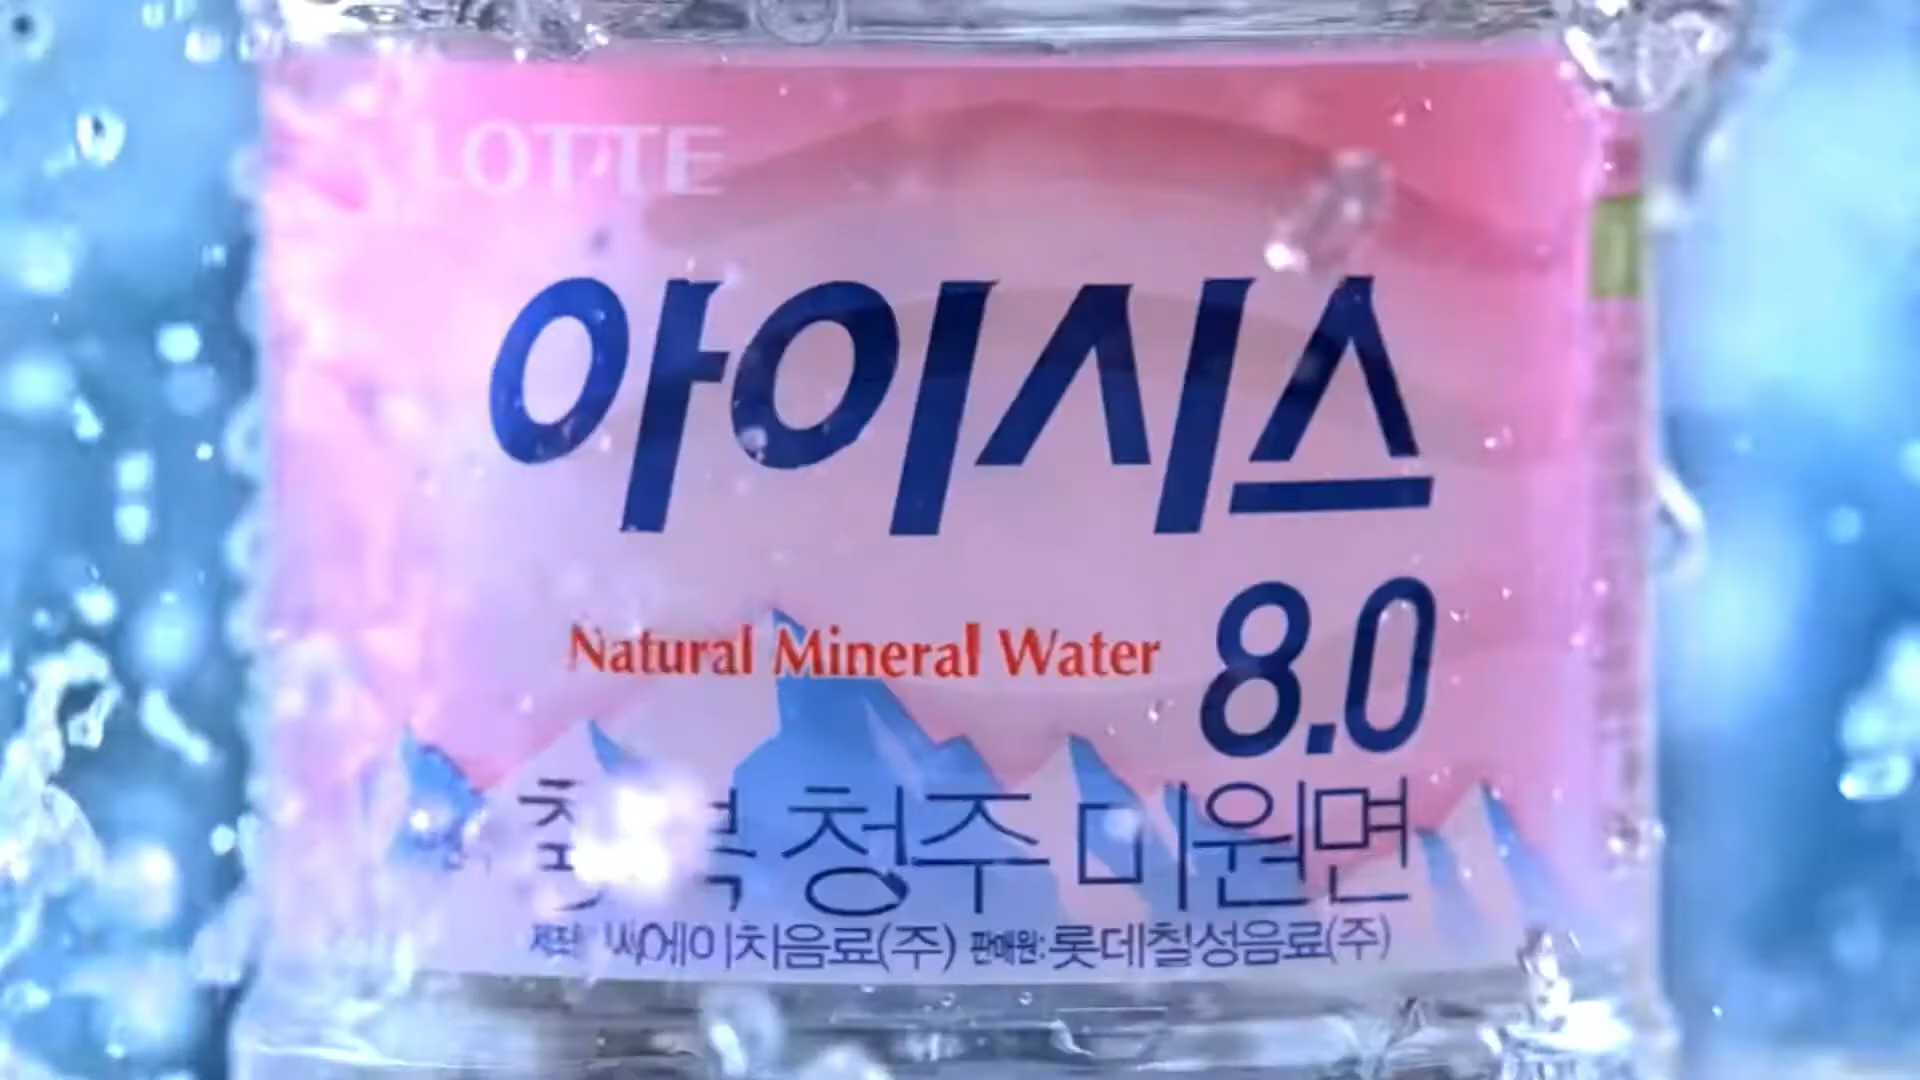 LOTTE
아이시스
Natural Mineral Water 8.0
청주 미원면
씨에이치음료(주) 판매원: 롯데칠성음료(주)